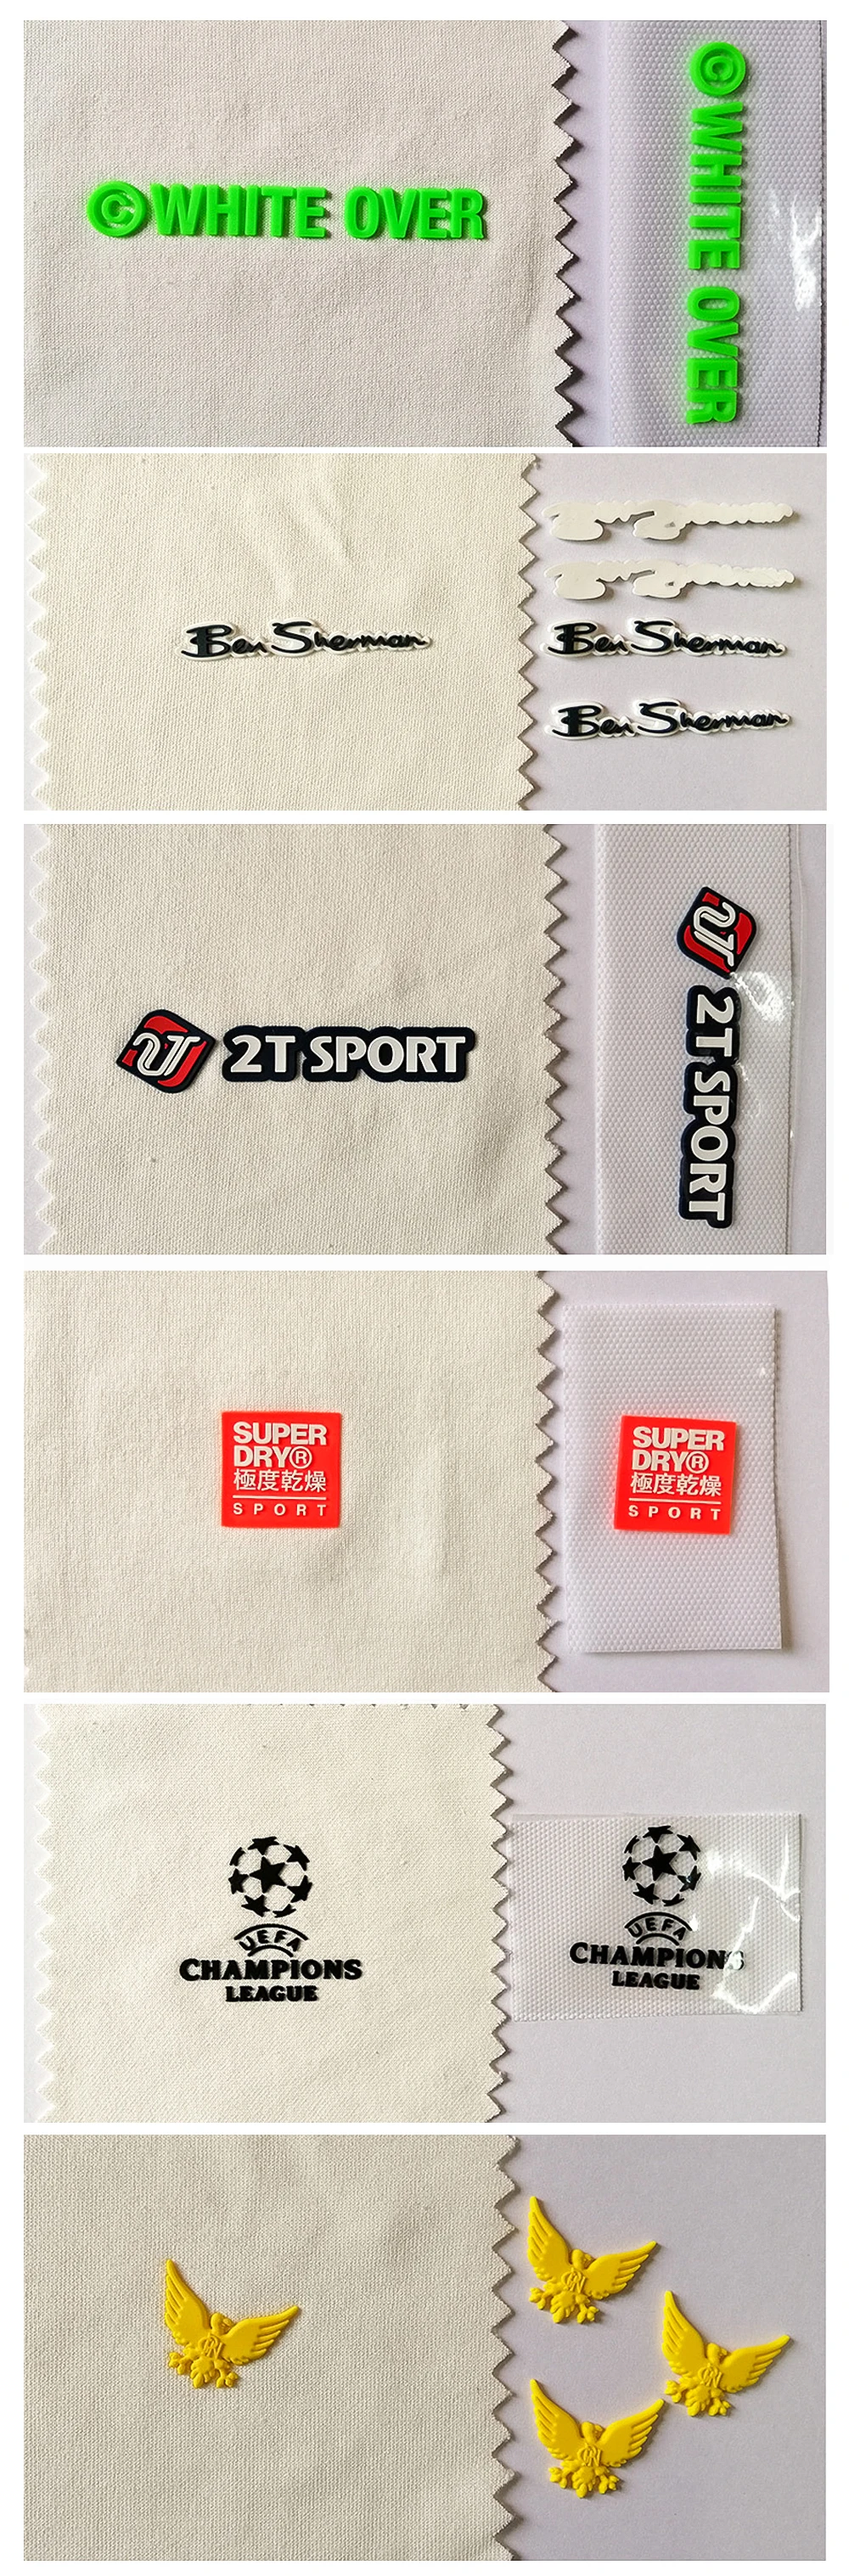 ©WHITE OVER
©WHITE OVER
Ben Sherman
Ben Sherman
Ben Sherman
2T SPORT
2T SPORT
SUPER
DRY®
極度乾燥
SPORT
SUPER
DRY®
極度乾燥
SPORT
UEFA
CHAMPIONS
LEAGUE
UEFA
CHAMPIONS
LEAGUE